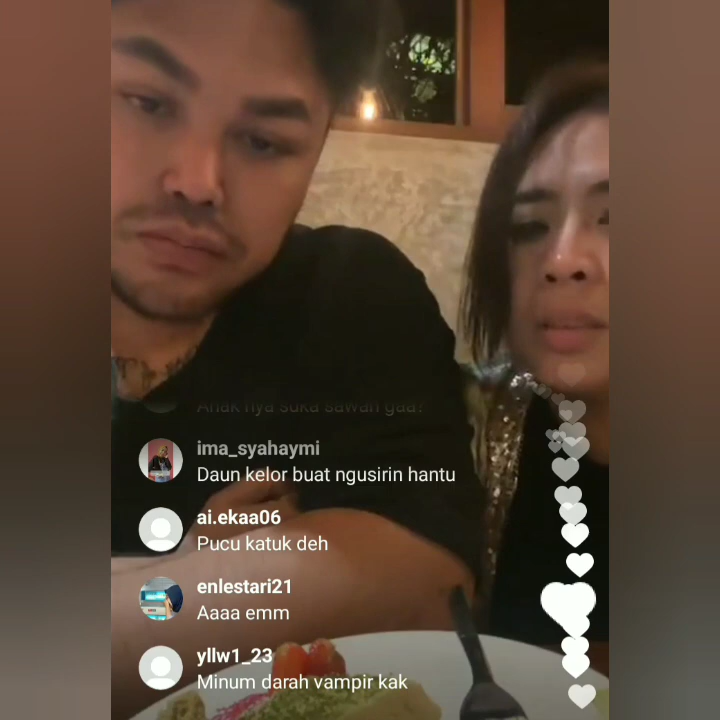 Anak nya suka sawan gaa?
ima_syahaymi
Daun kelor buat ngusirin hantu
ai.ekaa06
Pucu katuk deh
enlestari21
Aaaa emm
yllw1_23
Minum darah vampir kak